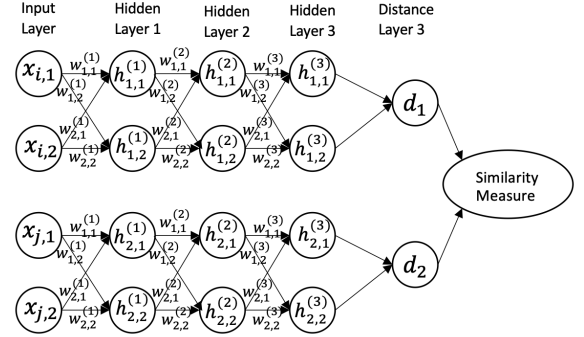 Input Layer
Hidden Layer 1
Hidden Layer 2
Hidden Layer 3
Distance Layer 3
x_{i,1}
w_{1,1}^{(1)}
w_{1,2}^{(1)}
h_{1,1}^{(1)}
w_{1,1}^{(2)}
w_{1,2}^{(2)}
h_{1,1}^{(2)}
w_{1,1}^{(3)}
w_{1,2}^{(3)}
h_{1,1}^{(3)}
d_1
x_{i,2}
w_{2,1}^{(1)}
w_{2,2}^{(1)}
h_{1,2}^{(1)}
w_{2,1}^{(2)}
w_{2,2}^{(2)}
h_{1,2}^{(2)}
w_{2,1}^{(3)}
w_{2,2}^{(3)}
h_{1,2}^{(3)}
Similarity
Measure
x_{j,1}
w_{1,1}^{(1)}
w_{1,2}^{(1)}
h_{2,1}^{(1)}
w_{1,1}^{(2)}
w_{1,2}^{(2)}
h_{2,1}^{(2)}
w_{1,1}^{(3)}
w_{1,2}^{(3)}
h_{2,1}^{(3)}
d_2
x_{j,2}
w_{2,1}^{(1)}
w_{2,2}^{(1)}
h_{2,2}^{(1)}
w_{2,1}^{(2)}
w_{2,2}^{(2)}
h_{2,2}^{(2)}
w_{2,1}^{(3)}
w_{2,2}^{(3)}
h_{2,2}^{(3)}